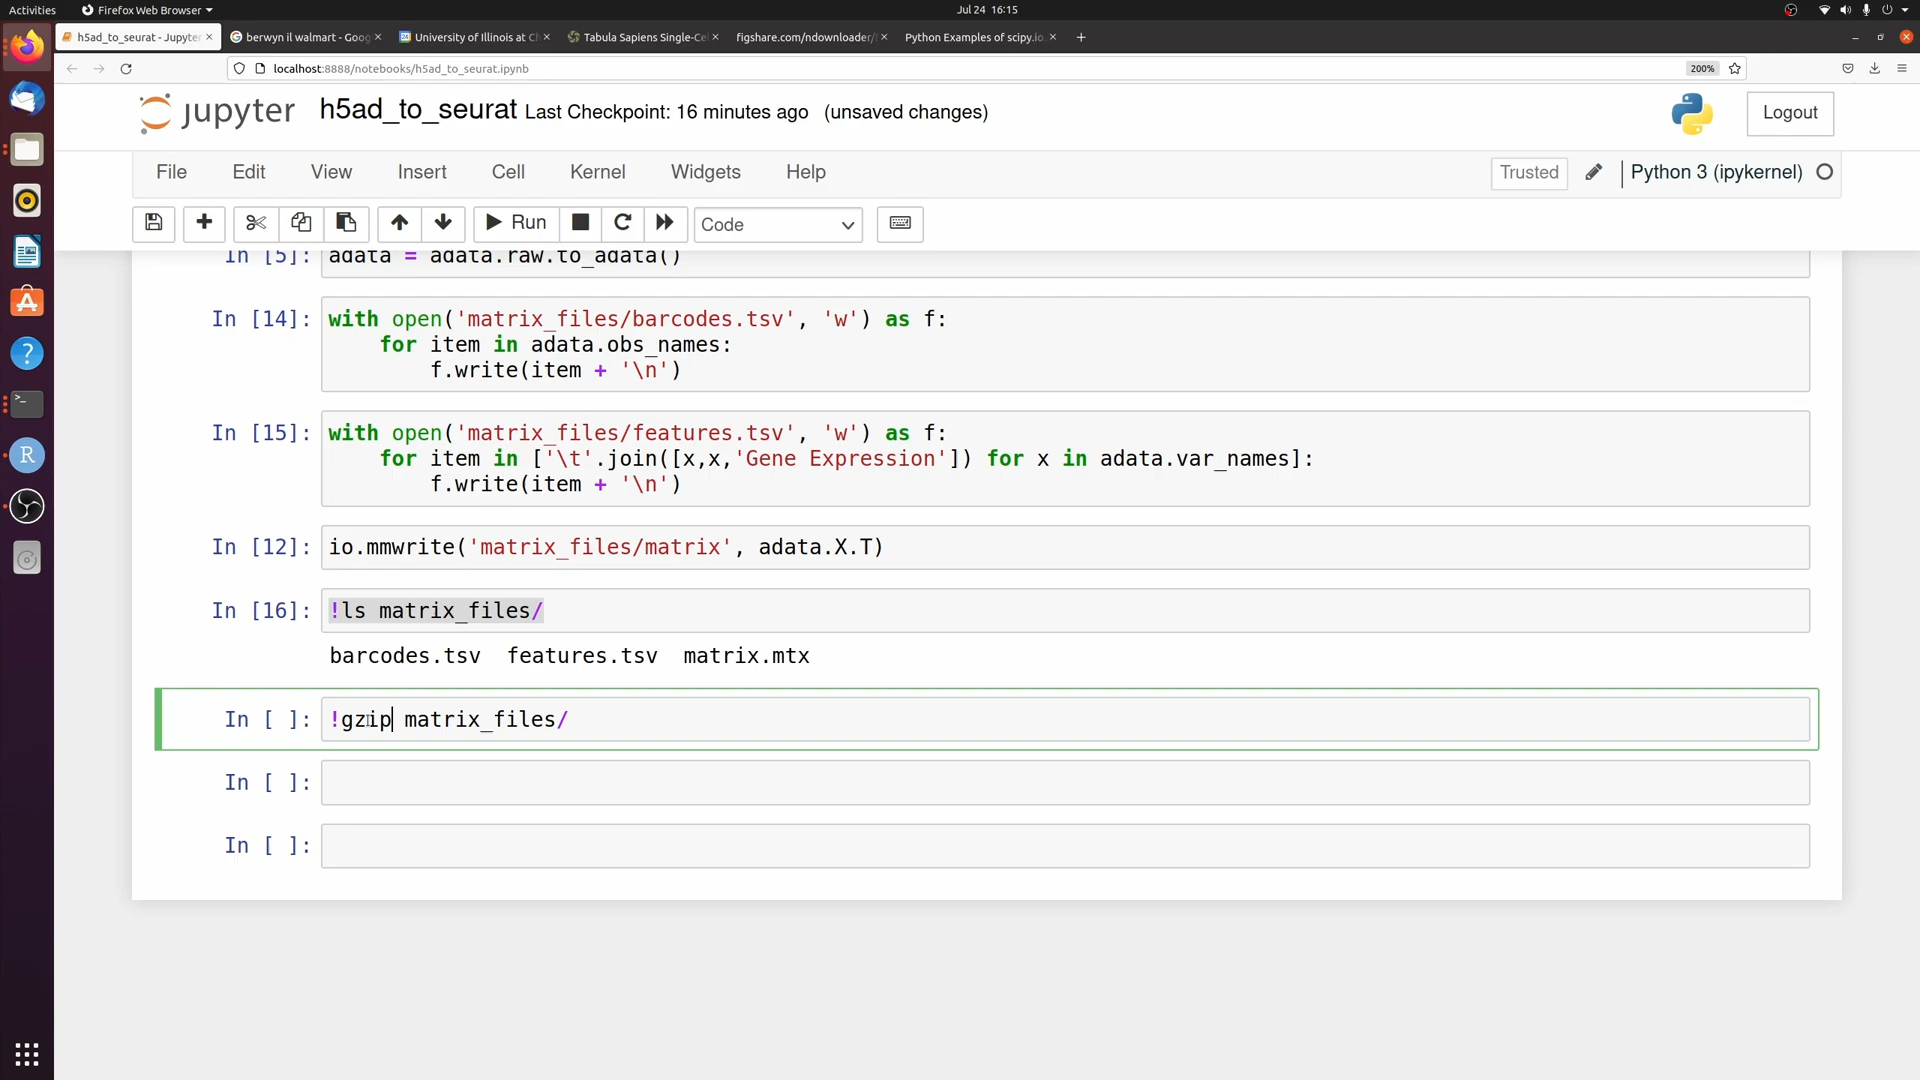 Activities
Firefox Web Browser
Jul 24 16:15
h5ad_to_seurat - Jupyter
berwyn il walmart - Goog
University of Illinois at Ch
Tabula Sapiens Single-Cel
figshare.com/ndownloader/
Python Examples of scipy.io.
localhost:8888/notebooks/h5ad_to_seurat.ipynb
200%
jupyter
h5ad_to_seurat Last Checkpoint: 16 minutes ago (unsaved changes)
Logout
File Edit View Insert Cell Kernel Widgets Help
Trusted
Python 3 (ipykernel)
Run
Code
In [5]: adata = adata.raw.to_adata()
In [14]: with open('matrix_files/barcodes.tsv', 'w') as f:
for item in adata.obs_names:
f.write(item + '\n')
In [15]: with open('matrix_files/features.tsv', 'w') as f:
for item in ['\t'.join([x,x,'Gene Expression']) for x in adata.var_names]:
f.write(item + '\n')
In [12]: io.mmwrite('matrix_files/matrix', adata.X.T)
In [16]: !ls matrix_files/
barcodes.tsv features.tsv matrix.mtx
In [ ]: !gzip matrix_files/
In [ ]:
In [ ]: